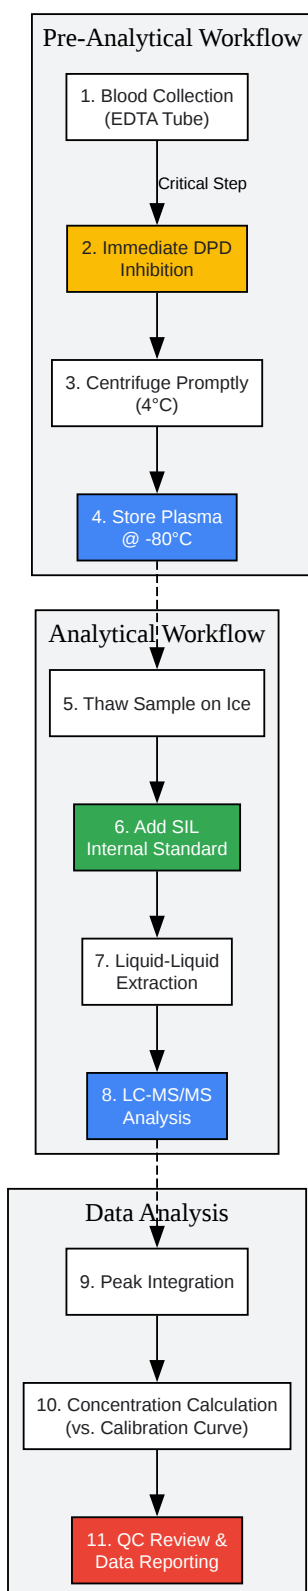 Pre-Analytical Workflow
1. Blood Collection
(EDTA Tube)
Critical Step
2. Immediate DPD
Inhibition
3. Centrifuge Promptly
(4°C)
4. Store Plasma
@ -80°C
Analytical Workflow
5. Thaw Sample on Ice
6. Add SIL
Internal Standard
7. Liquid-Liquid
Extraction
8. LC-MS/MS
Analysis
Data Analysis
9. Peak Integration
10. Concentration Calculation
(vs. Calibration Curve)
11. QC Review &
Data Reporting